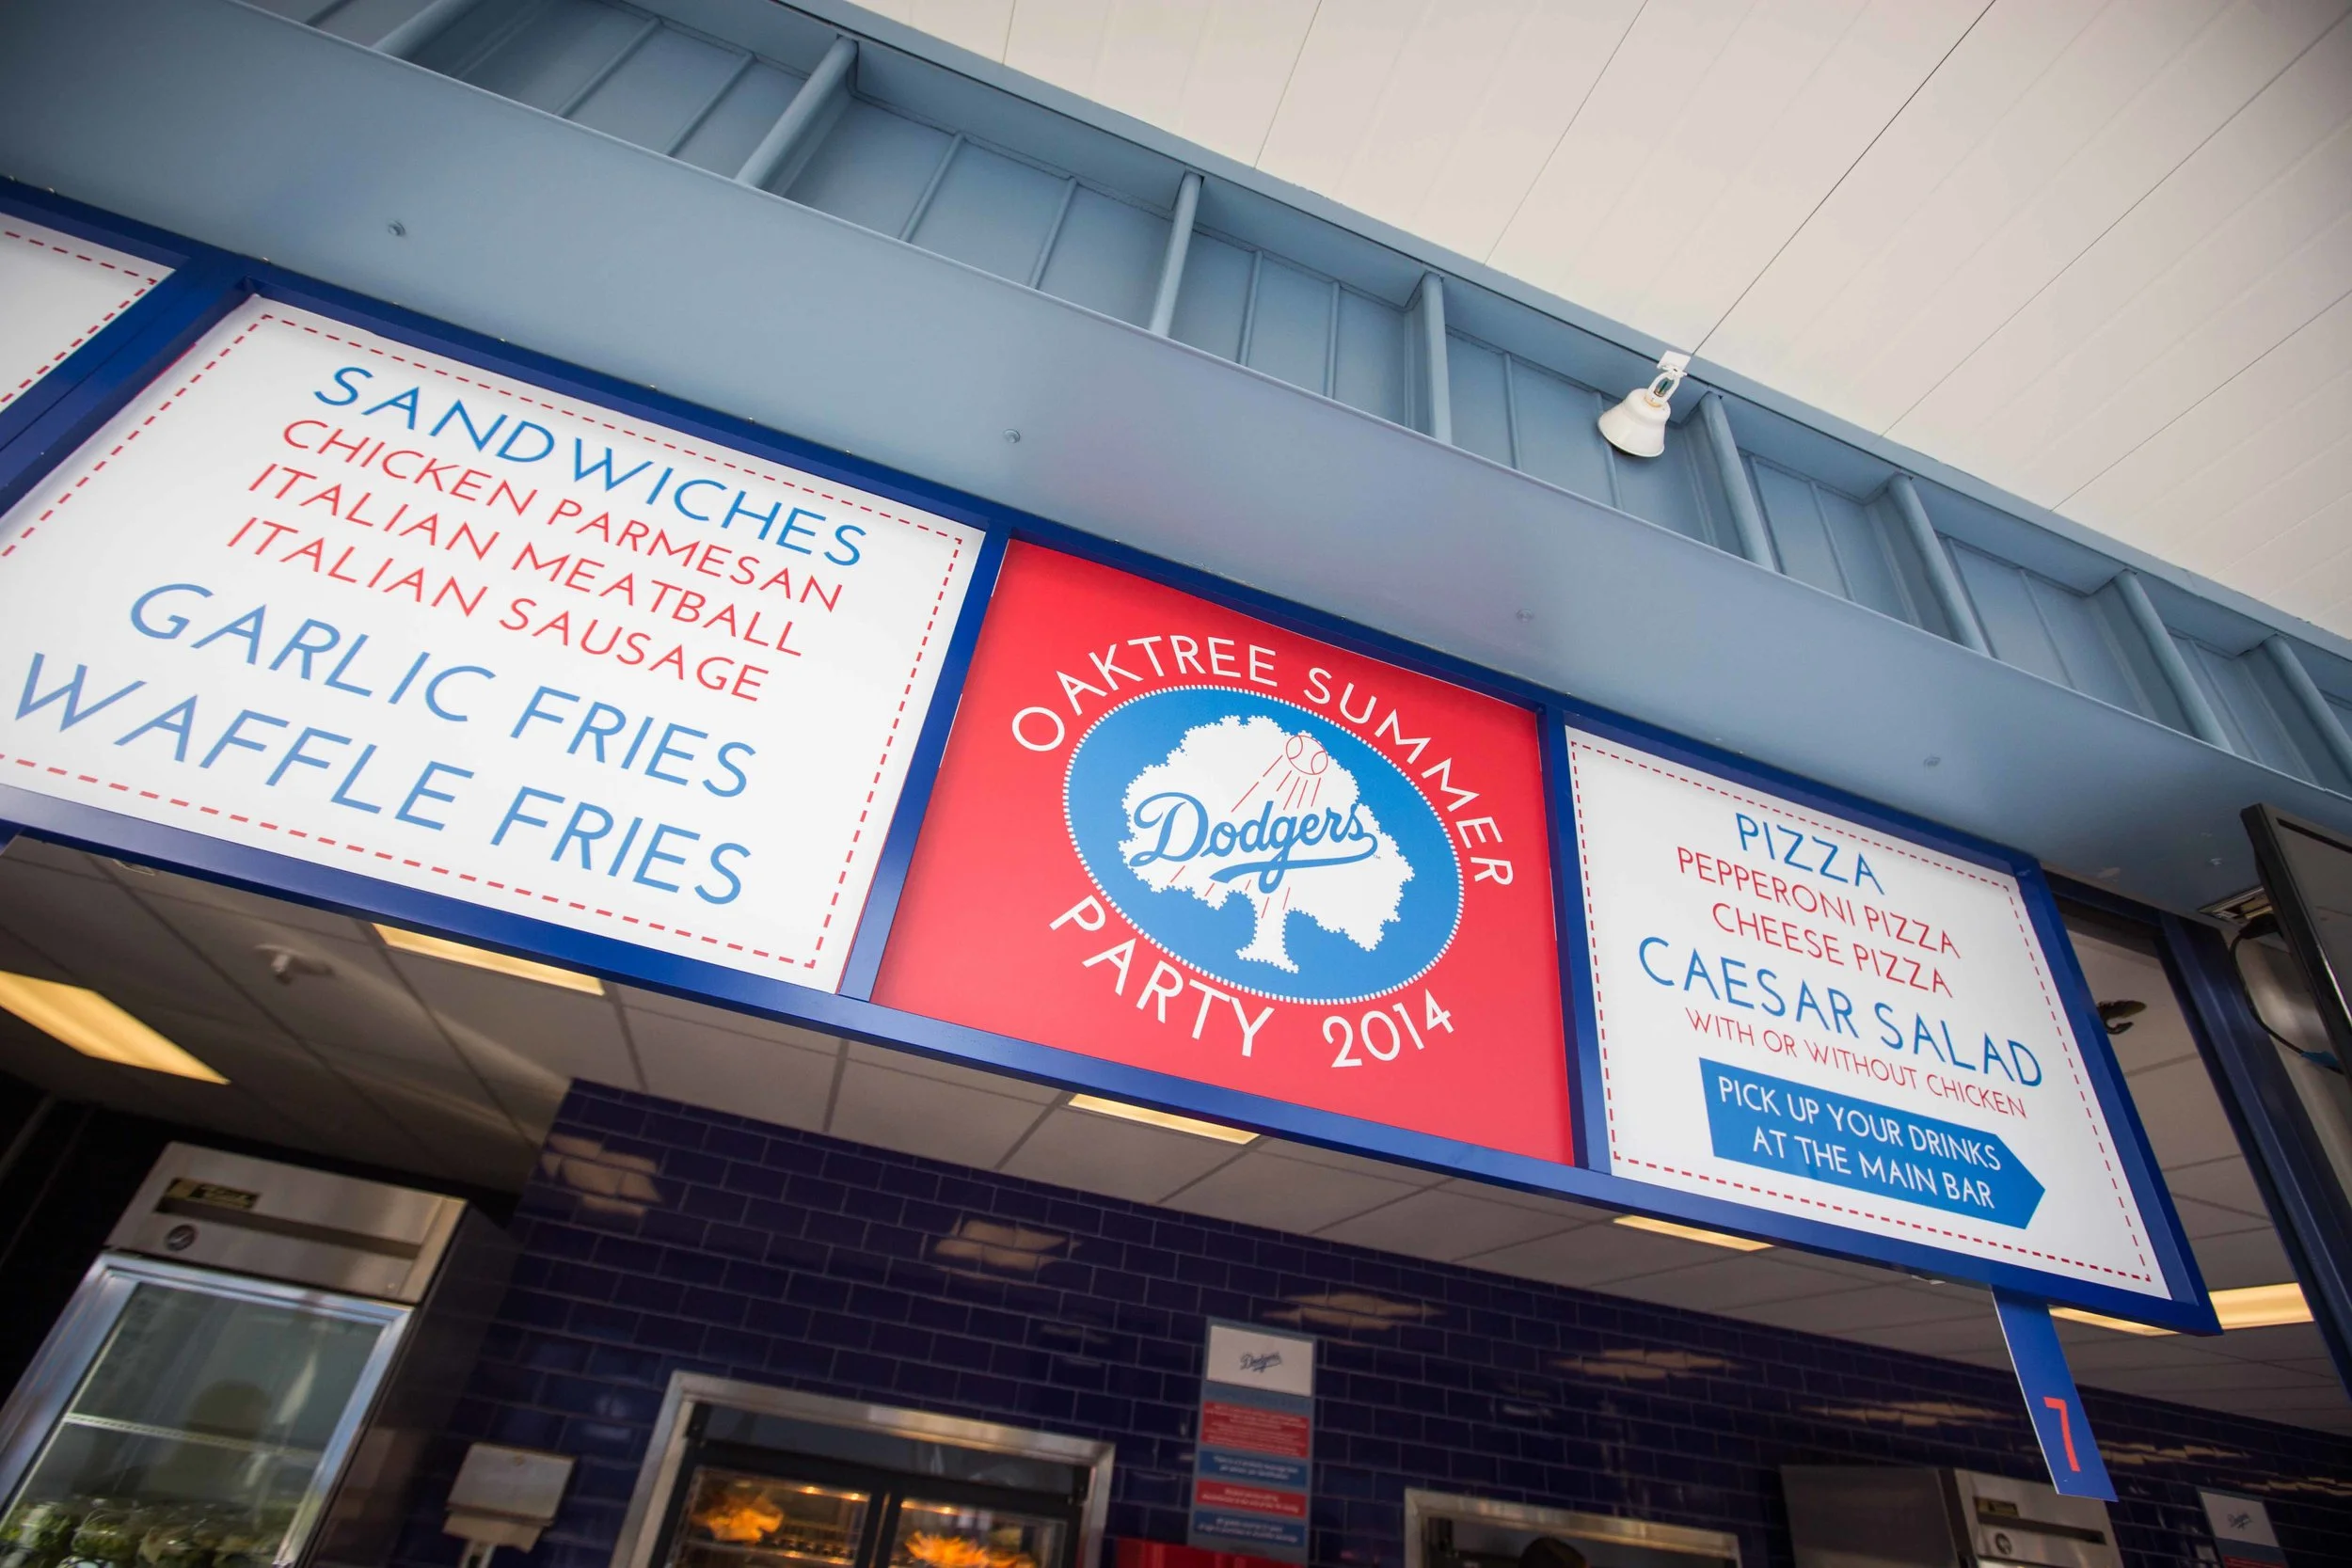 SANDWICHES
CHICKEN PARMESAN
ITALIAN MEATBALL
ITALIAN SAUSAGE
GARLIC FRIES
WAFFLE FRIES
OAKTREE SUMMER
Dodgers
PARTY 2014
PIZZA
PEPPERONI PIZZA
CHEESE PIZZA
CAESAR SALAD
WITH OR WITHOUT CHICKEN
PICK UP YOUR DRINKS
AT THE MAIN BAR
7
Dodgers